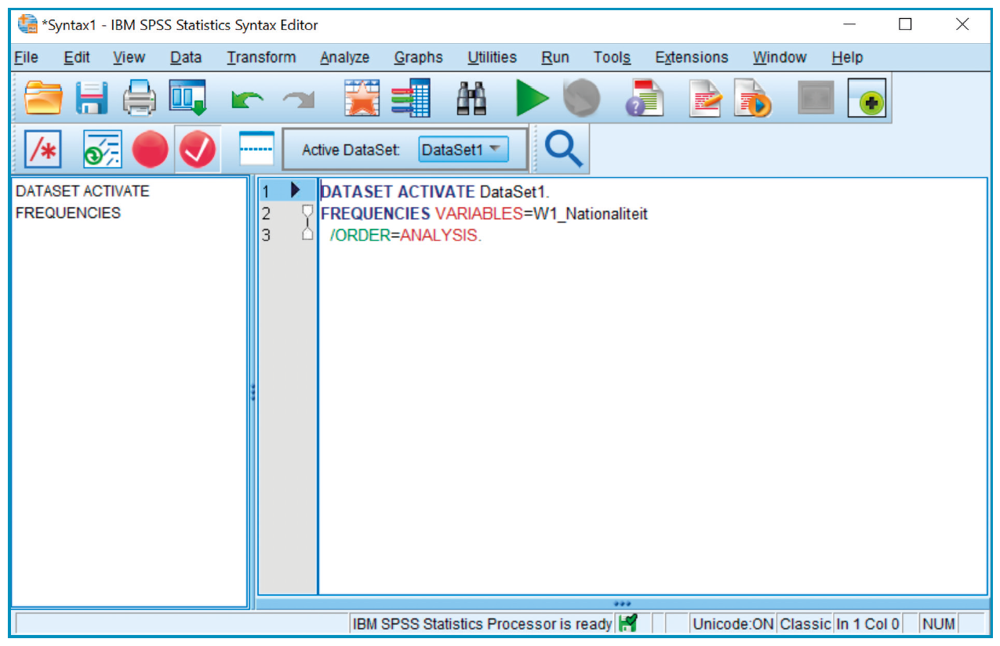 *Syntax1 - IBM SPSS Statistics Syntax Editor
File Edit View Data Transform Analyze Graphs Utilities Run Tools Extensions Window Help
Active DataSet: DataSet1
DATASET ACTIVATE
FREQUENCIES
1 DATASET ACTIVATE DataSet1.
2 FREQUENCIES VARIABLES=W1_Nationaliteit
3 /ORDER=ANALYSIS.
IBM SPSS Statistics Processor is ready Unicode:ON Classic In 1 Col 0 NUM